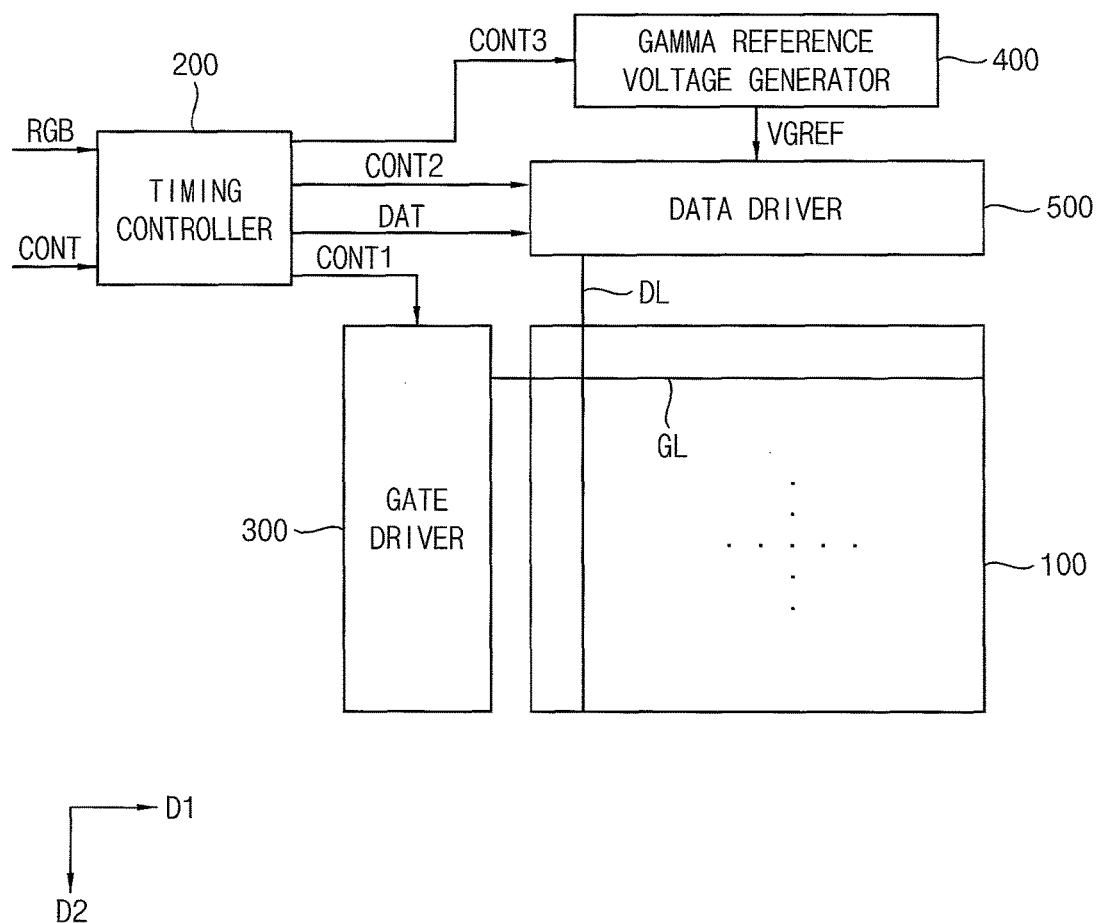 CONT3
GAMMA REFERENCE
VOLTAGE GENERATOR
400
200
RGB
VGREF
CONT2
TIMING
CONTROLLER
DATA DRIVER
500
DAT
CONT
CONT1
DL
GL
GATE
DRIVER
300
100
D1
D2